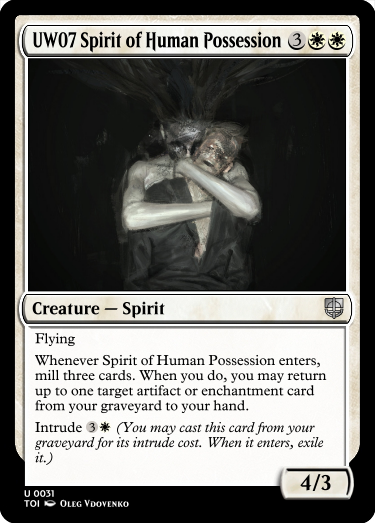 UW07 Spirit of Human Possession 3
Creature — Spirit
Flying
Whenever Spirit of Human Possession enters,
mill three cards. When you do, you may return
up to one target artifact or enchantment card
from your graveyard to your hand.
Intrude 3 (You may cast this card from your
graveyard for its intrude cost. When it enters, exile
it.)
4/3
U 0031
TOI Oleg Vdovenko